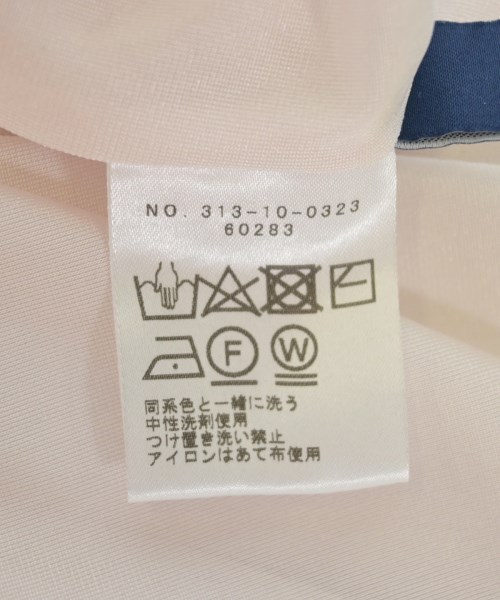 NO. 313-10-0323
60283
F W
同系色と一緒に洗う
中性洗剤使用
つけ置き洗い禁止
アイロンはあて布使用